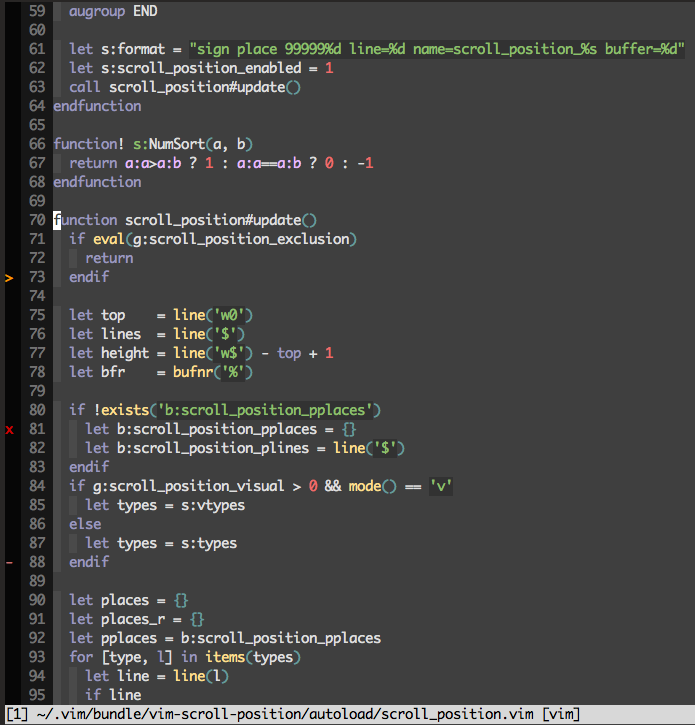 59   augroup END
60
61   let s:format = "sign place 99999%d line=%d name=scroll_position_%s buffer=%d"
62   let s:scroll_position_enabled = 1
63   call scroll_position#update()
64 endfunction
65
66 function! s:NumSort(a, b)
67   return a:a>a:b ? 1 : a:a==a:b ? 0 : -1
68 endfunction
69
70 function scroll_position#update()
71   if eval(g:scroll_position_exclusion)
72     return
> 73   endif
74
75   let top    = line('w0')
76   let lines  = line('$')
77   let height = line('w$') - top + 1
78   let bfr    = bufnr('%')
79
80   if !exists('b:scroll_position_pplaces')
x 81     let b:scroll_position_pplaces = {}
82     let b:scroll_position_plines = line('$')
83   endif
84   if g:scroll_position_visual > 0 && mode() == 'v'
85     let types = s:vtypes
86   else
87     let types = s:types
- 88   endif
89
90   let places = {}
91   let places_r = {}
92   let pplaces = b:scroll_position_pplaces
93   for [type, l] in items(types)
94     let line = line(l)
95     if line
[1] ~/.vim/bundle/vim-scroll-position/autoload/scroll_position.vim [vim]